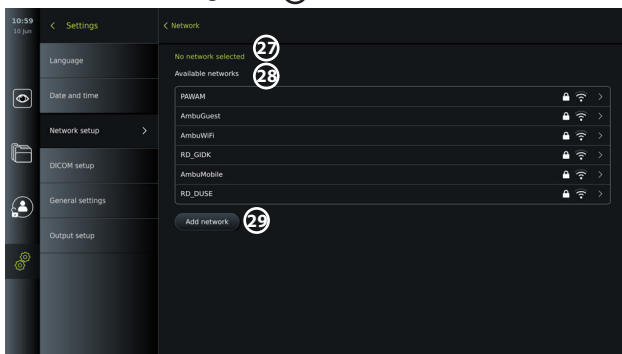 10:59
10 Jun
Settings
Network
Language
Date and time
Network setup
DICOM setup
General settings
Output setup
No network selected 27
Available networks 28
PAWAM
AmbuGuest
AmbuWiFi
RD_GIDK
AmbuMobile
RD_DUSE
Add network 29